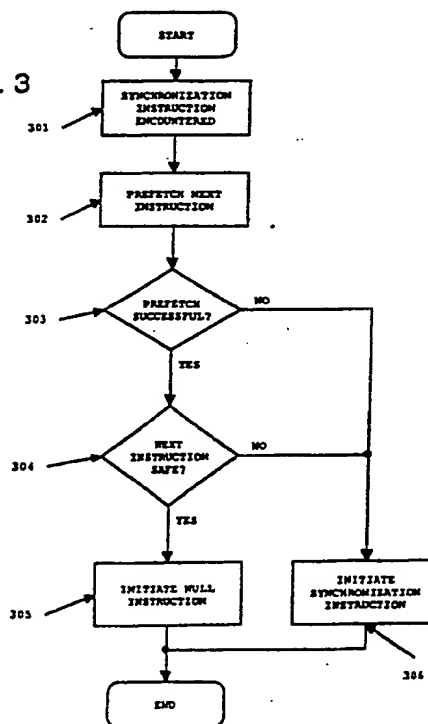 START
. 3
SYNCHRONIZATION
INSTRUCTION
ENCOUNTERED
301
PREFETCH NEXT
INSTRUCTION
302
PREFETCH
SUCCESSFUL?
NO
303
YES
NEXT
INSTRUCTION
SAFE?
NO
304
YES
INITIATE NULL
INSTRUCTION
INITIATE
SYNCHRONIZATION
INSTRUCTION
305
306
END